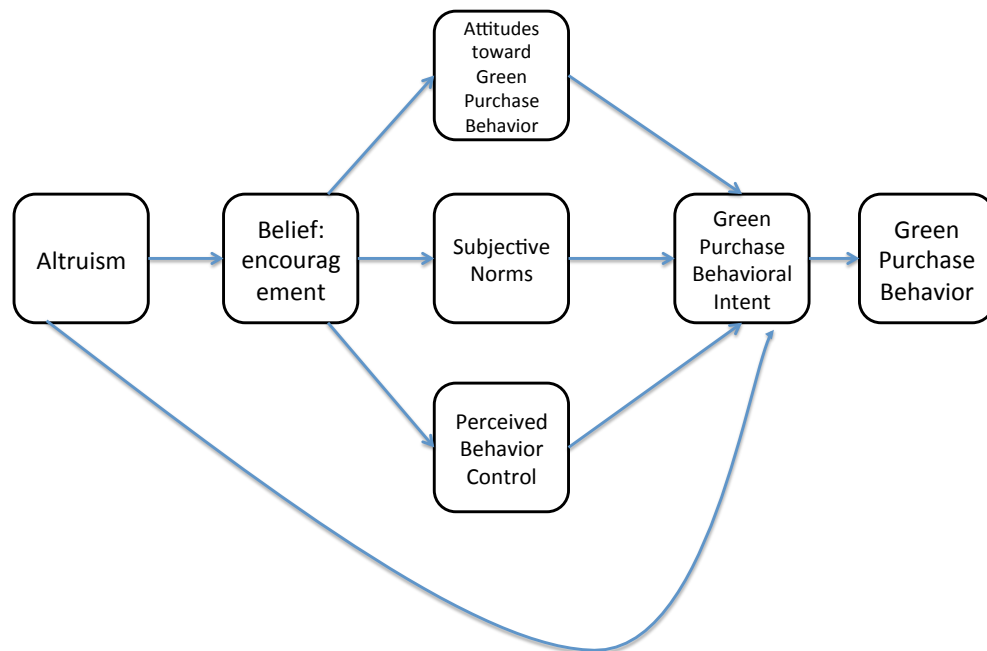 Attitudes
toward
Green
Purchase
Behavior
Altruism
Belief:
encourag
ement
Subjective
Norms
Green
Purchase
Behavioral
Intent
Green
Purchase
Behavior
Perceived
Behavior
Control